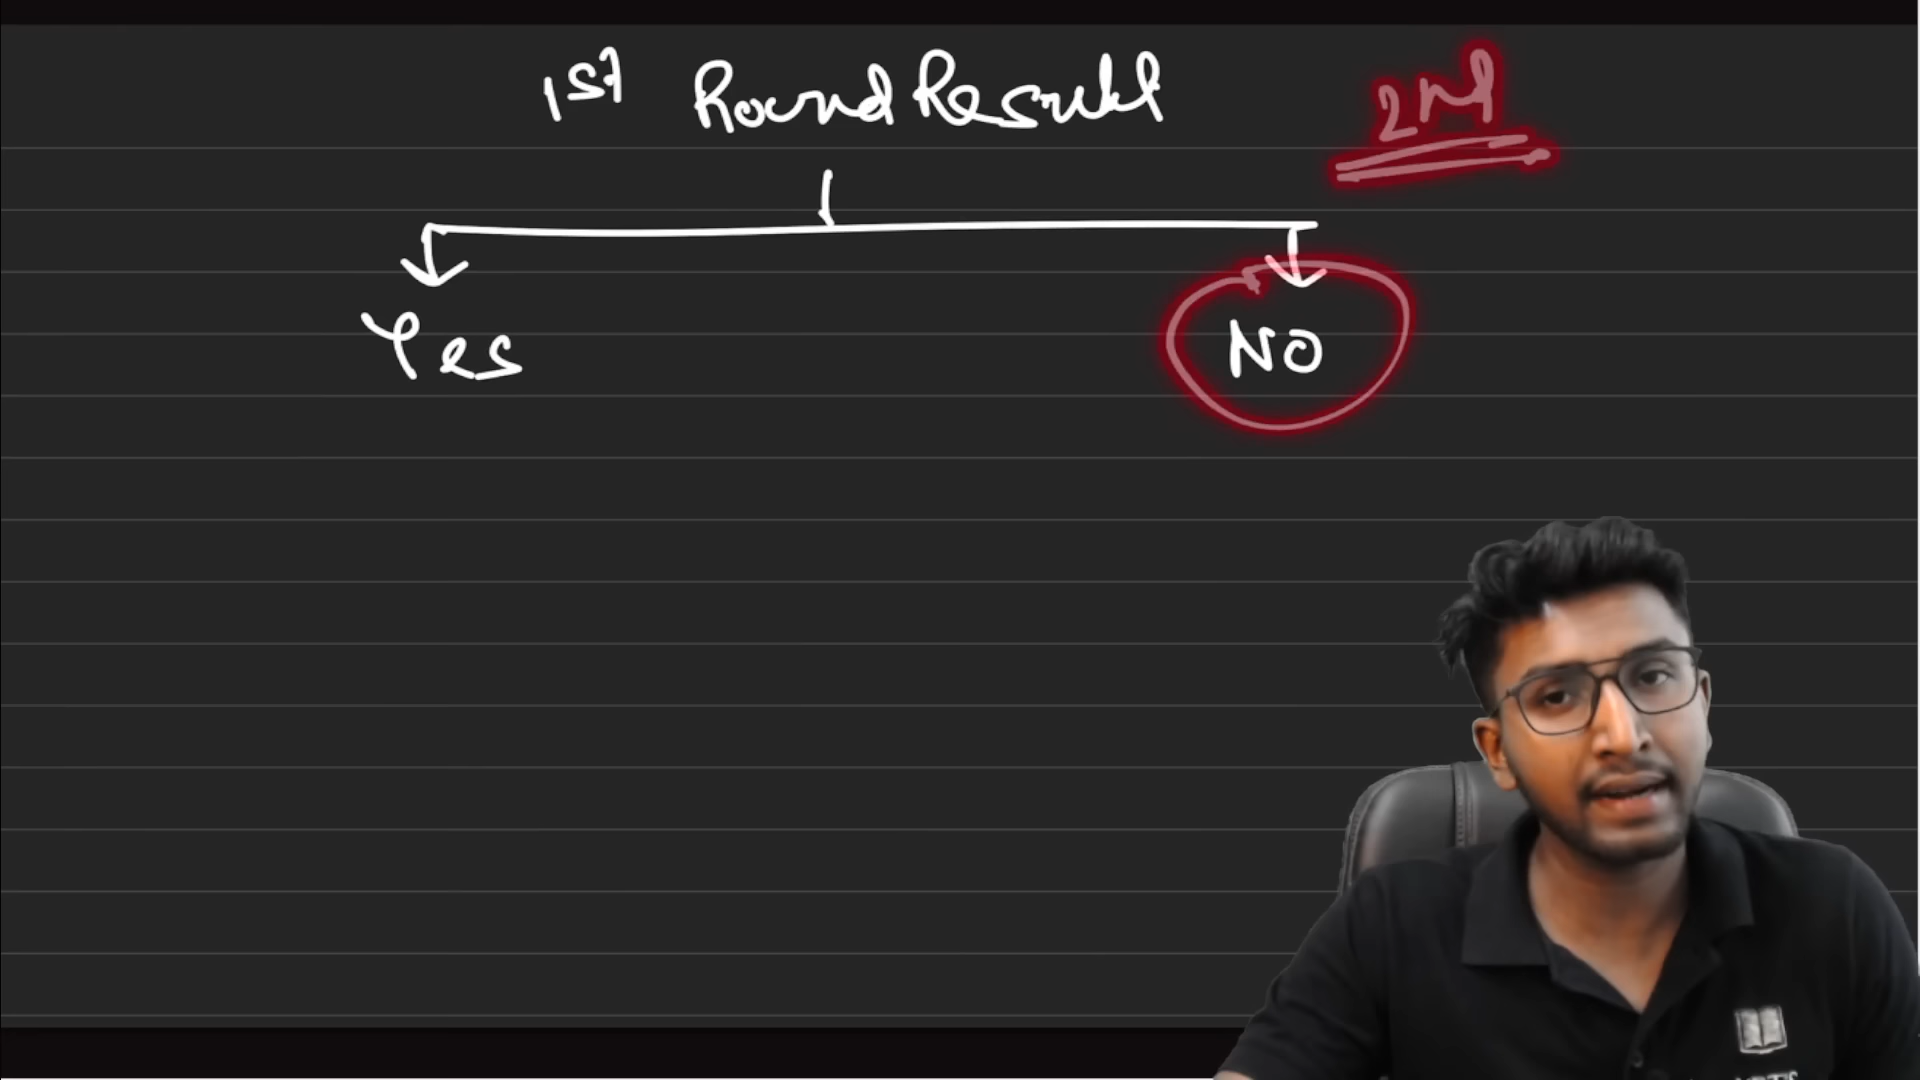 1st Round Result 2nd
Yes NO